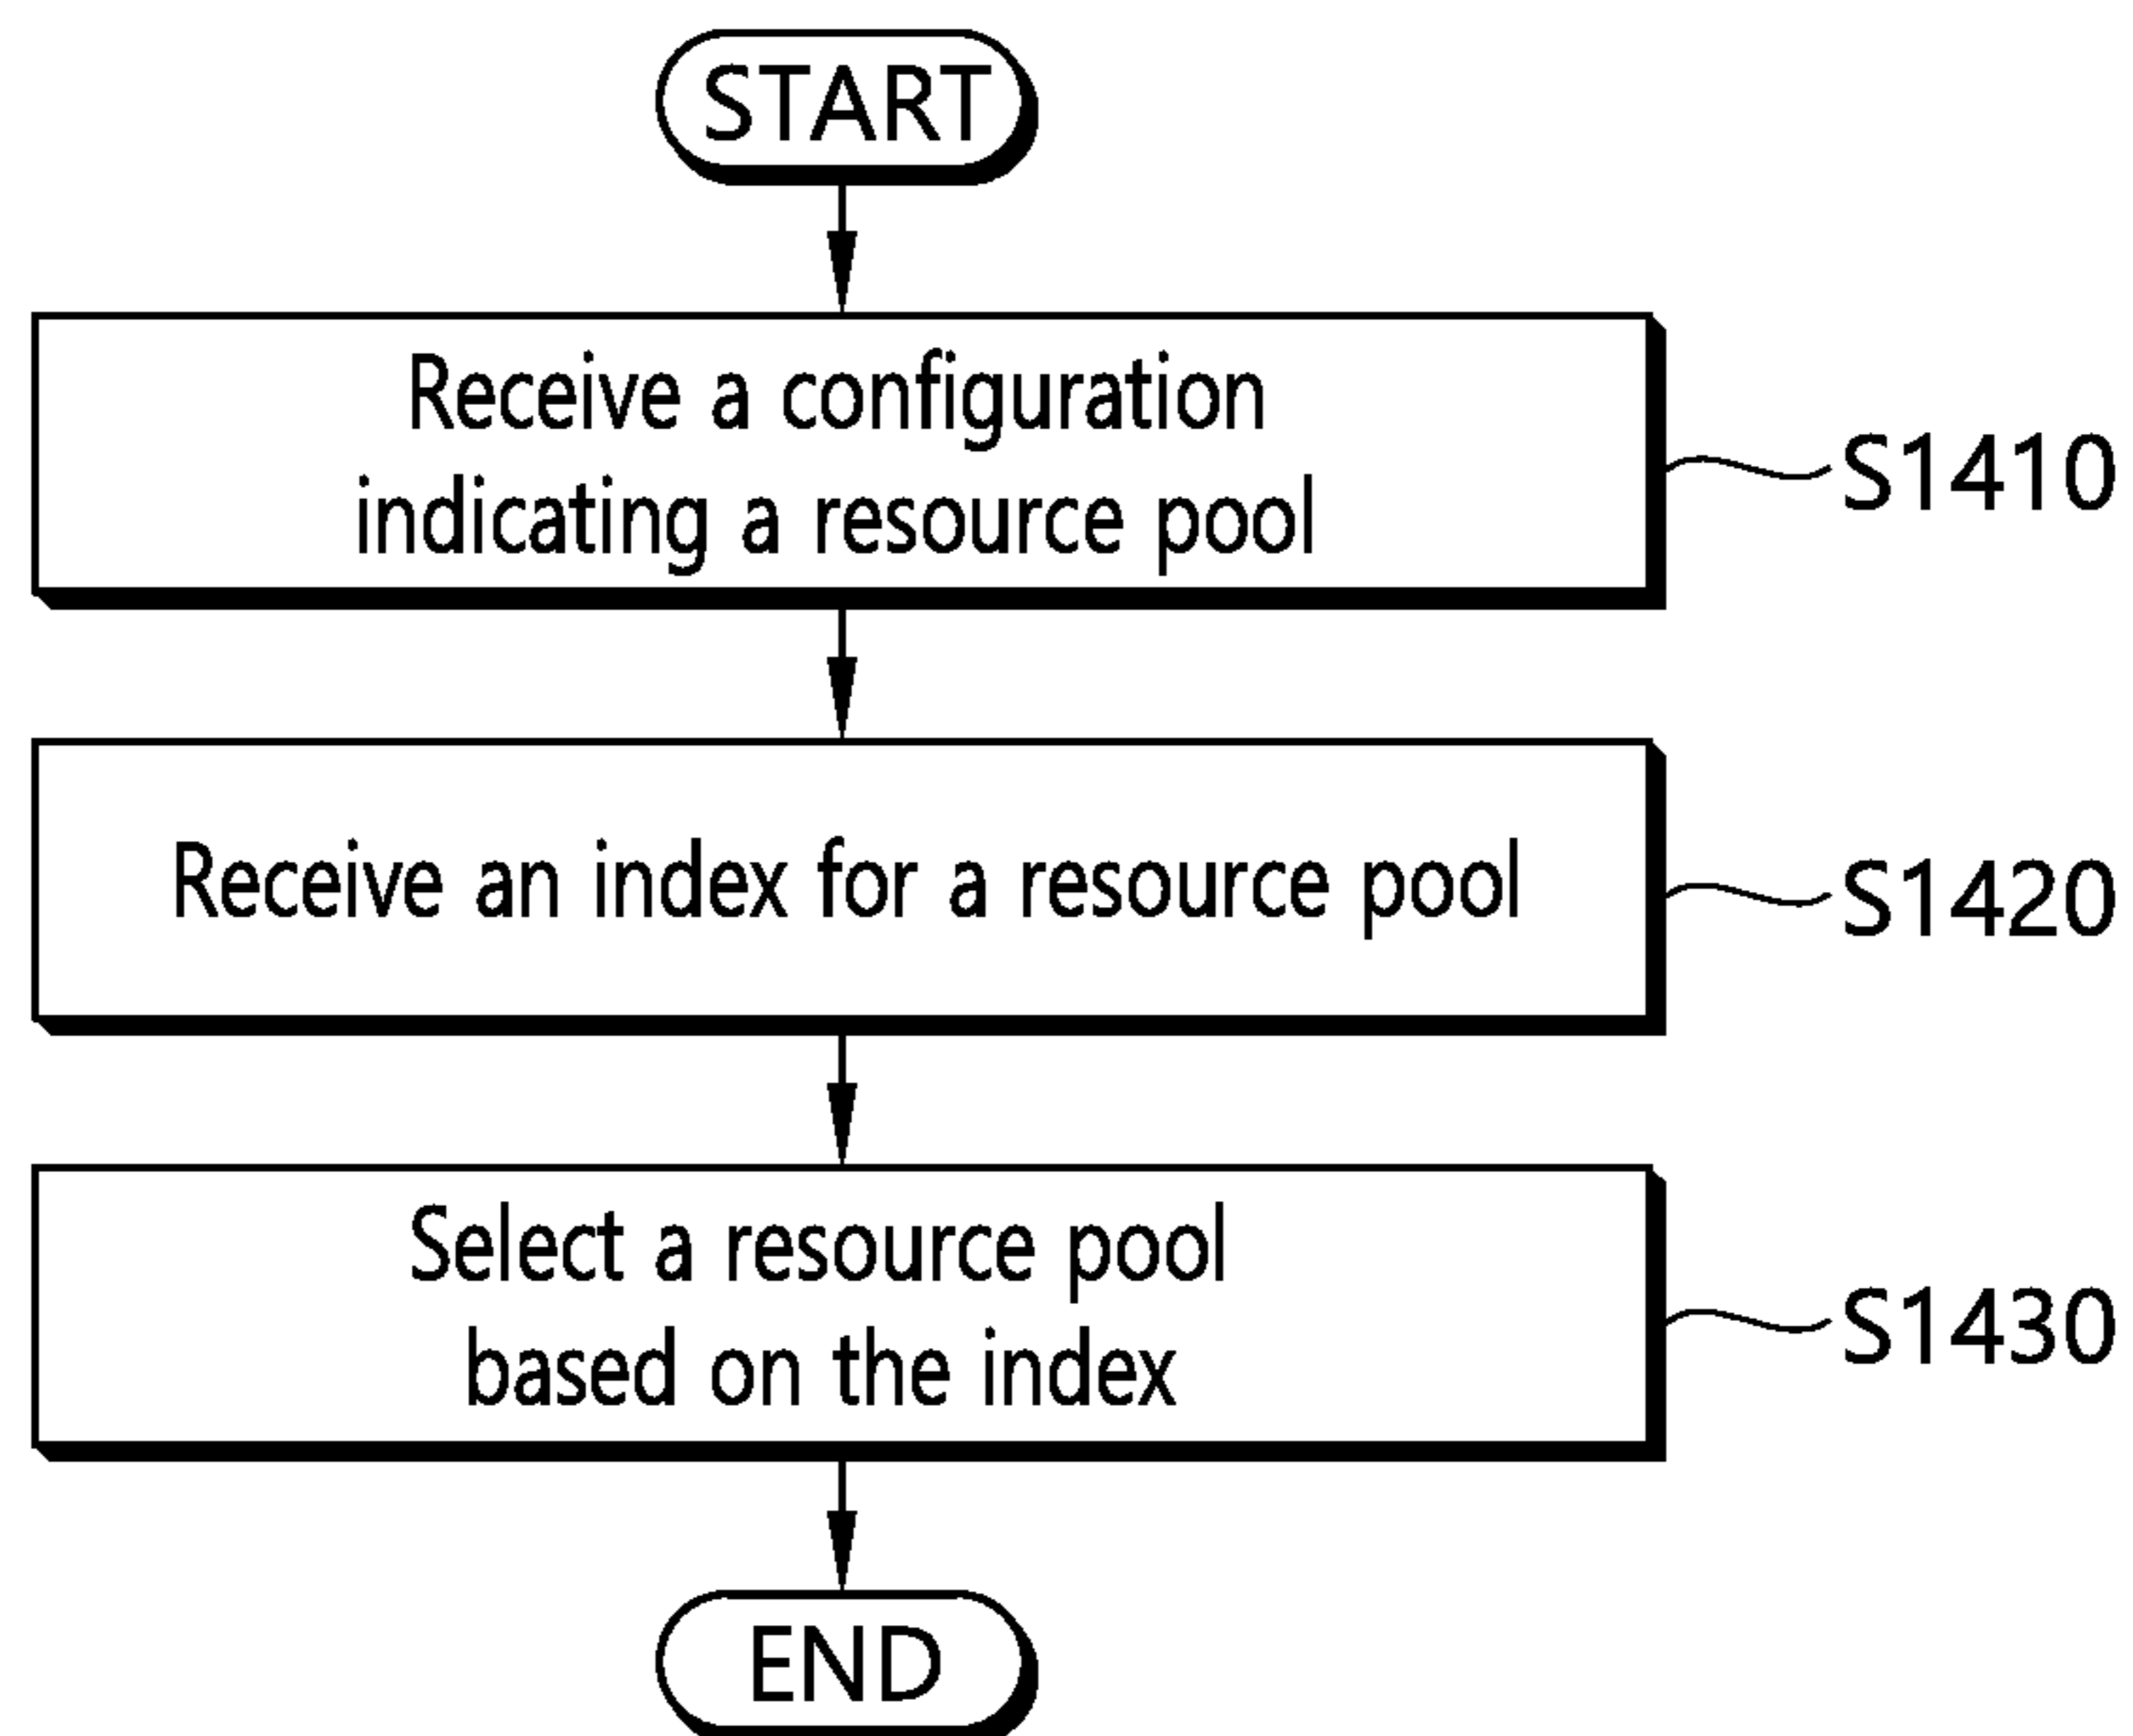 START
Receive a configuration
indicating a resource pool
S1410
Receive an index for a resource pool
S1420
Select a resource pool
based on the index
S1430
END